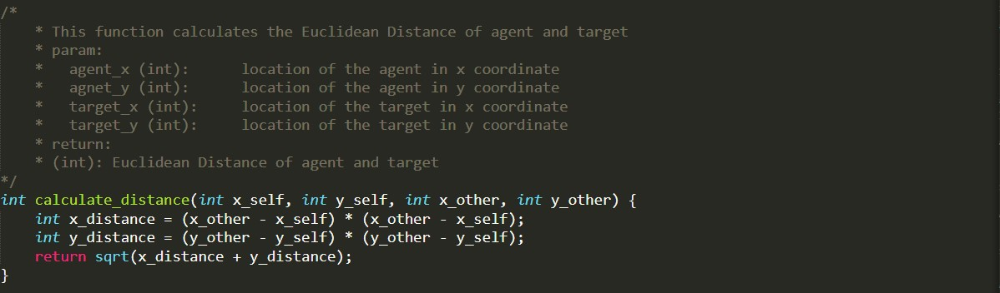 /*
* This function calculates the Euclidean Distance of agent and target
* param:
* agent_x (int): location of the agent in x coordinate
* agnet_y (int): location of the agent in y coordinate
* target_x (int): location of the target in x coordinate
* target_y (int): location of the target in y coordinate
* return:
* (int): Euclidean Distance of agent and target
*/
int calculate_distance(int x_self, int y_self, int x_other, int y_other) {
int x_distance = (x_other - x_self) * (x_other - x_self);
int y_distance = (y_other - y_self) * (y_other - y_self);
return sqrt(x_distance + y_distance);
}